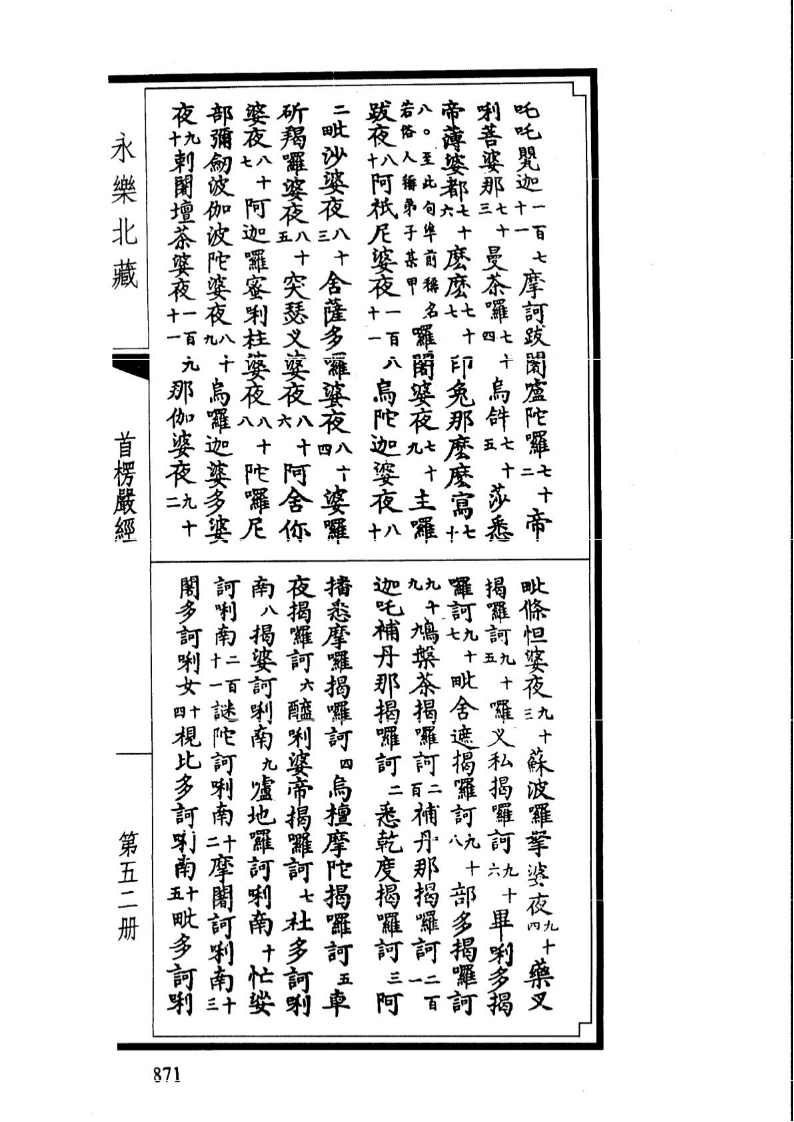 吒吒甖迦一百七十一摩訶跋闍嚧陀囉七十二帝
唎菩婆那七十三曼茶囉七十四烏𤙖七十五莎悉
帝薄婆都七十六麼麼七十七印兔那麼麼寫七十
八。至此句準前稱名若俗人稱弟子某甲囉闍婆夜七十九主囉
跋夜八十阿祇尼婆夜一百八十一烏陀迦婆夜八十
二毗沙婆夜八十三舍薩多囉婆夜八十四婆囉
斫羯囉婆夜八十五突瑟义婆夜八十六阿舍你
婆夜八十七阿迦囉蜜唎柱婆夜八十八陀囉尼
部彌劒波伽波陀婆夜八十九烏囉迦婆多婆
夜九十剌闍壇茶婆夜一百九十一那伽婆夜九十二
毗條怛婆夜九十三蘇波囉拏婆夜九十四藥叉
揭囉訶九十五囉义私揭囉訶九十六畢唎多揭
囉訶九十七毗舍遮揭囉訶九十八部多揭囉訶
九十九鳩槃茶揭囉訶二百補丹那揭囉訶二百一
迦吒補丹那揭囉訶二悉乾度揭囉訶三阿
播悉摩囉揭囉訶四烏檀摩陀揭囉訶五車
夜揭囉訶六醯唎婆帝揭囉訶七社多訶唎
南八揭婆訶唎南九嚧地囉訶唎南十忙娑
訶唎南二百十一謎陀訶唎南十二摩闍訶唎南十三
闍多訶唎女十四視比多訶唎南十五毗多訶唎
永樂北藏
首楞嚴經
第五二册
871